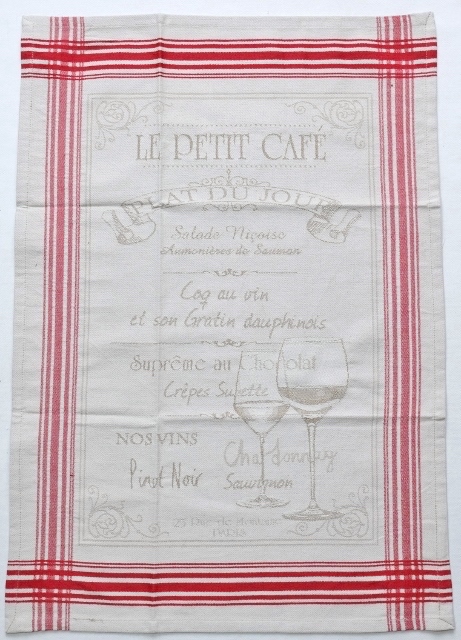 LE PETIT CAFÉ
PLAT DU JOUR
Salade Niçoise
Aumonières de Saumon
Coq au vin
et son Gratin dauphinois
Suprême au Chocolat
Crêpes Suzette
NOS VINS
Chardonnay
Pinot Noir
Sauvignon
PARIS